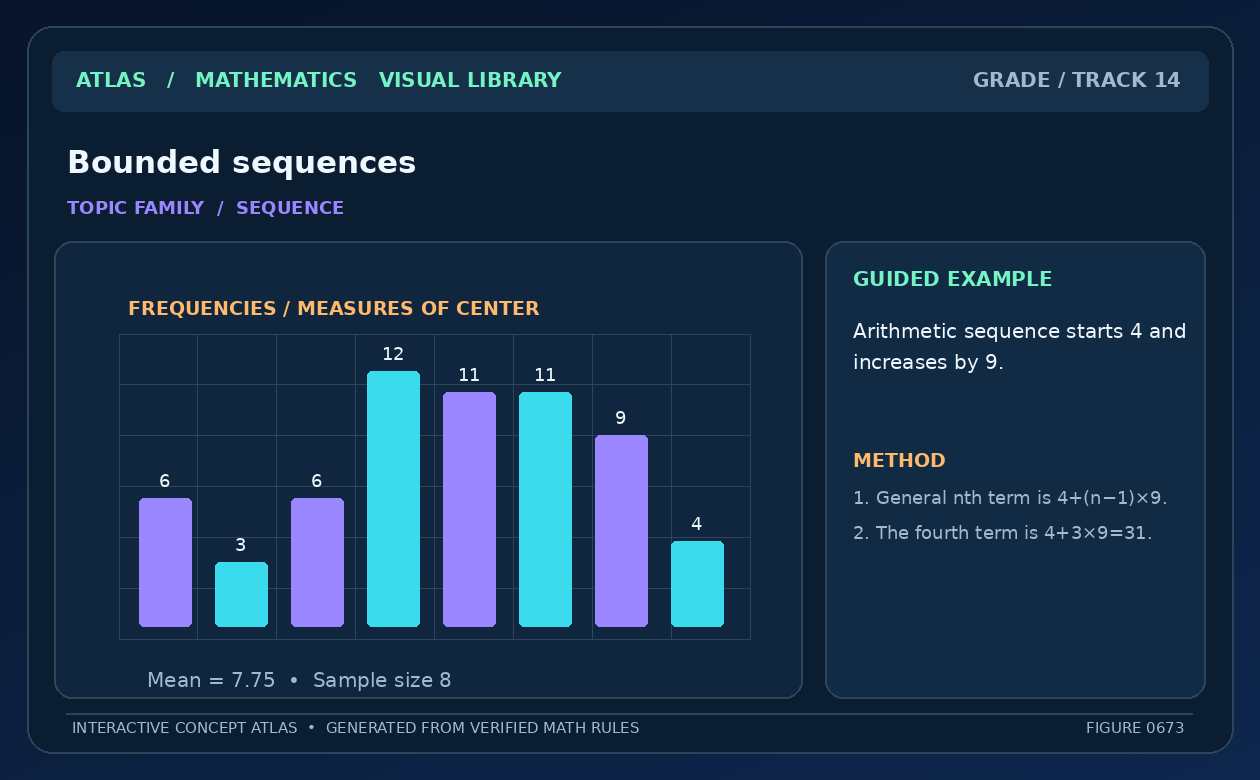 ATLAS / MATHEMATICS VISUAL LIBRARY
GRADE / TRACK 14
Bounded sequences
TOPIC FAMILY / SEQUENCE
FREQUENCIES / MEASURES OF CENTER
6
3
6
12
11
11
9
4
Mean = 7.75 • Sample size 8
GUIDED EXAMPLE
Arithmetic sequence starts 4 and
increases by 9.
METHOD
1. General nth term is 4+(n−1)×9.
2. The fourth term is 4+3×9=31.
INTERACTIVE CONCEPT ATLAS • GENERATED FROM VERIFIED MATH RULES
FIGURE 0673